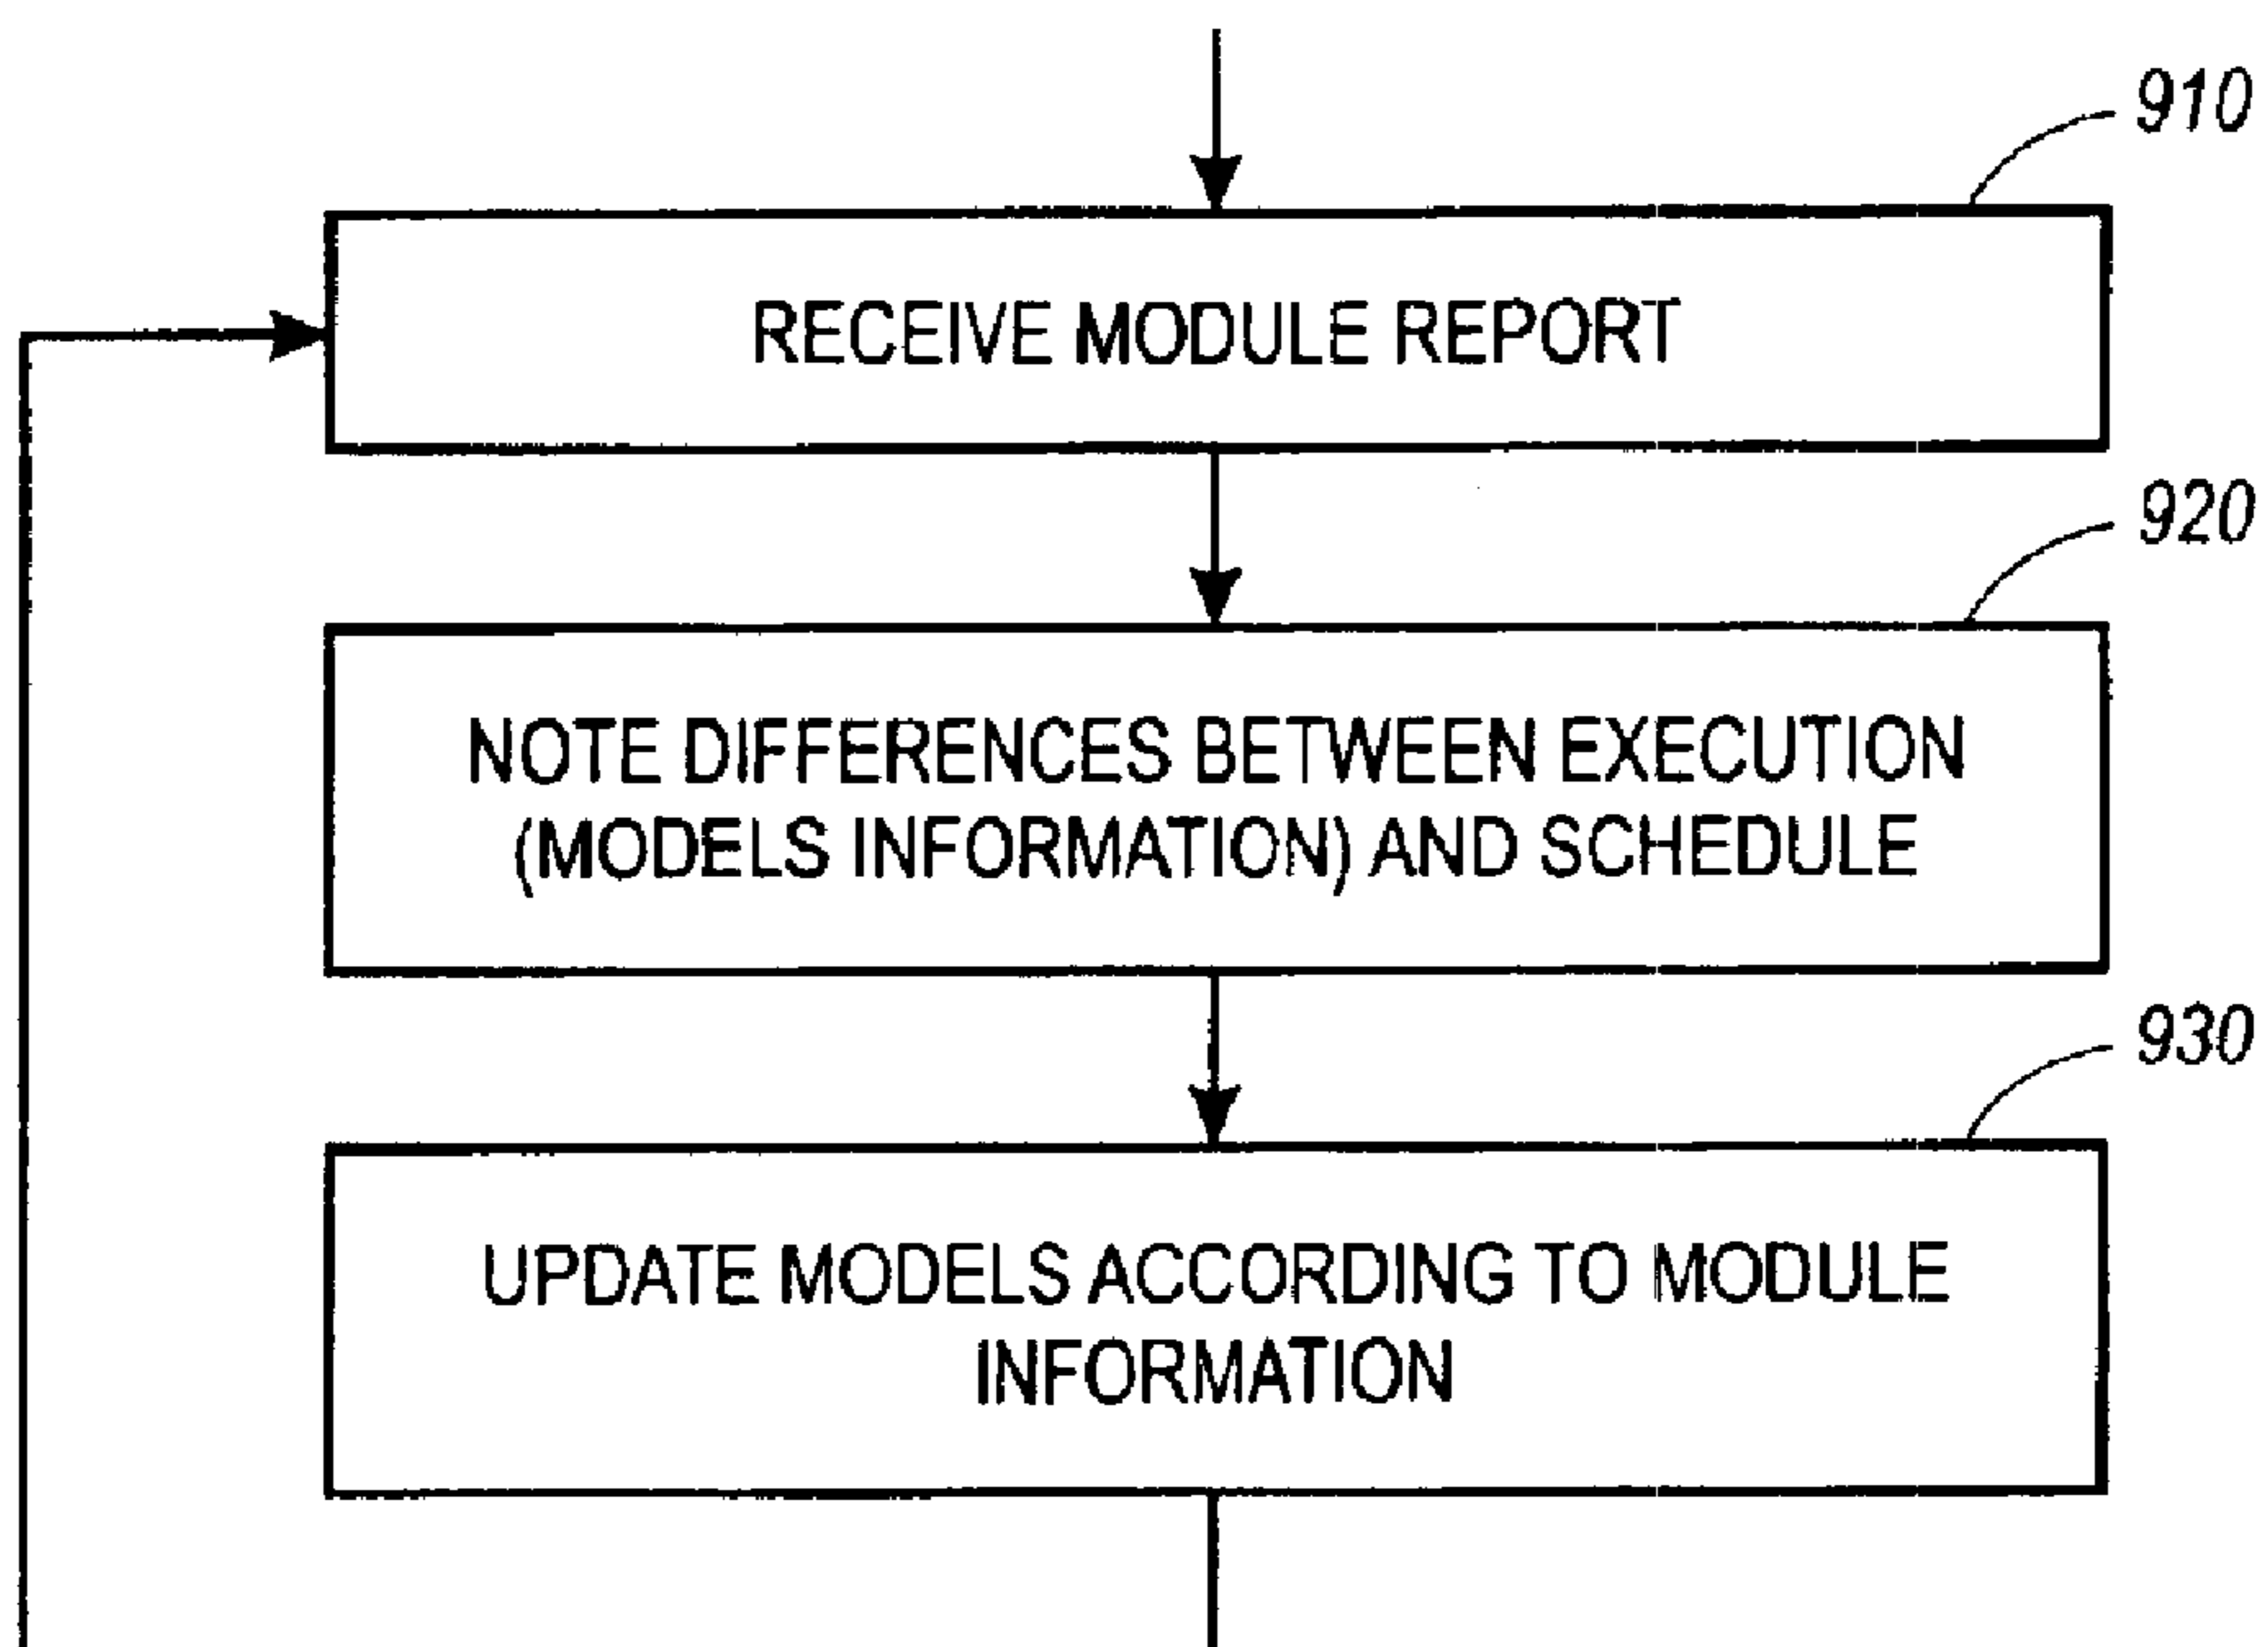 910
RECEIVE MODULE REPORT
920
NOTE DIFFERENCES BETWEEN EXECUTION
(MODELS INFORMATION) AND SCHEDULE
930
UPDATE MODELS ACCORDING TO MODULE
INFORMATION